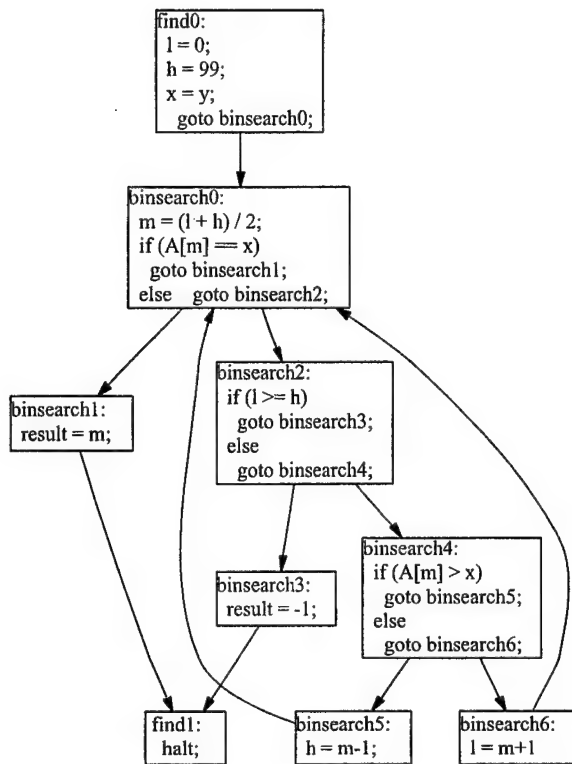 find0:
l = 0;
h = 99;
x = y;
goto binsearch0;
binsearch0:
m = (l + h) / 2;
if (A[m] == x)
goto binsearch1;
else goto binsearch2;
binsearch1:
result = m;
binsearch2:
if (l >= h)
goto binsearch3;
else
goto binsearch4;
binsearch3:
result = -1;
binsearch4:
if (A[m] > x)
goto binsearch5;
else
goto binsearch6;
find1:
halt;
binsearch5:
h = m-1;
binsearch6:
l = m+1